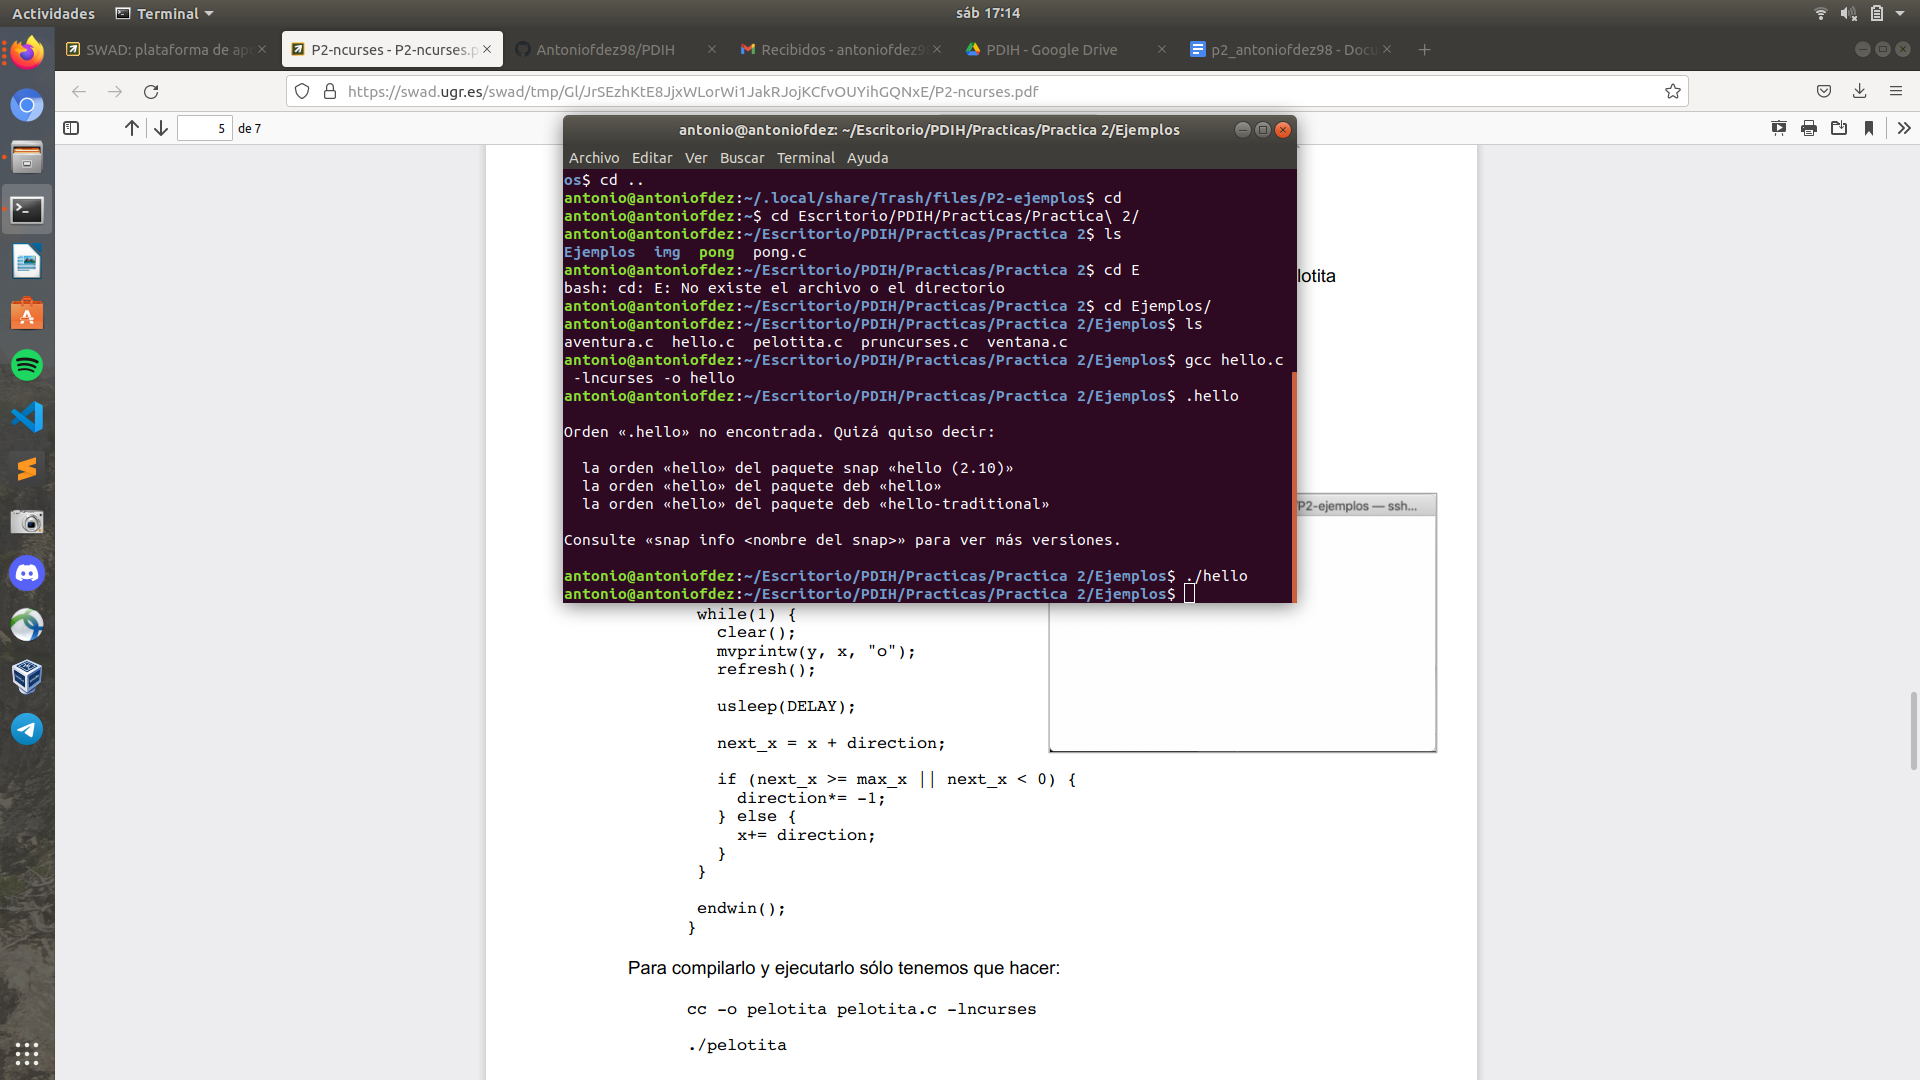 Actividades
Terminal
sáb 17:14
SWAD: plataforma de ap
P2-ncurses - P2-ncurses.p
Antoniofdez98/PDIH
Recibidos - antoniofdez9
PDIH - Google Drive
p2_antoniofdez98 - Docu
https://swad.ugr.es/swad/tmp/Gl/JrSEzhKtE8JjxWLorWi1JakRJojKCfvOUYihGQNxE/P2-ncurses.pdf
5 de 7
antonio@antoniofdez: ~/Escritorio/PDIH/Practicas/Practica 2/Ejemplos
Archivo Editar Ver Buscar Terminal Ayuda
os$ cd ..
antonio@antoniofdez:~/.local/share/Trash/files/P2-ejemplos$ cd
antonio@antoniofdez:~$ cd Escritorio/PDIH/Practicas/Practica\ 2/
antonio@antoniofdez:~/Escritorio/PDIH/Practicas/Practica 2$ ls
Ejemplos img pong pong.c
antonio@antoniofdez:~/Escritorio/PDIH/Practicas/Practica 2$ cd E
bash: cd: E: No existe el archivo o el directorio
antonio@antoniofdez:~/Escritorio/PDIH/Practicas/Practica 2$ cd Ejemplos/
antonio@antoniofdez:~/Escritorio/PDIH/Practicas/Practica 2/Ejemplos$ ls
aventura.c hello.c pelotita.c pruncurses.c ventana.c
antonio@antoniofdez:~/Escritorio/PDIH/Practicas/Practica 2/Ejemplos$ gcc hello.c
-lncurses -o hello
antonio@antoniofdez:~/Escritorio/PDIH/Practicas/Practica 2/Ejemplos$ .hello
Orden «.hello» no encontrada. Quizá quiso decir:
la orden «hello» del paquete snap «hello (2.10)»
la orden «hello» del paquete deb «hello»
la orden «hello» del paquete deb «hello-traditional»
Consulte «snap info <nombre del snap>» para ver más versiones.
antonio@antoniofdez:~/Escritorio/PDIH/Practicas/Practica 2/Ejemplos$ ./hello
antonio@antoniofdez:~/Escritorio/PDIH/Practicas/Practica 2/Ejemplos$
lotita
/P2-ejemplos — ssh...
while(1) {
clear();
mvprintw(y, x, "o");
refresh();
usleep(DELAY);
next_x = x + direction;
if (next_x >= max_x || next_x < 0) {
direction*= -1;
} else {
x+= direction;
}
}
endwin();
}
Para compilarlo y ejecutarlo sólo tenemos que hacer:
cc -o pelotita pelotita.c -lncurses
./pelotita